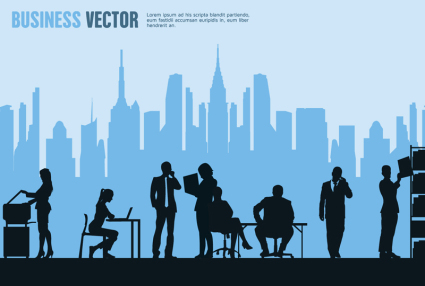 BUSINESS VECTOR
Lorem ipsum ad his scripta blandit partiendo,
eum fastidii accumsan euripidis in, eum liber
hendrerit an.